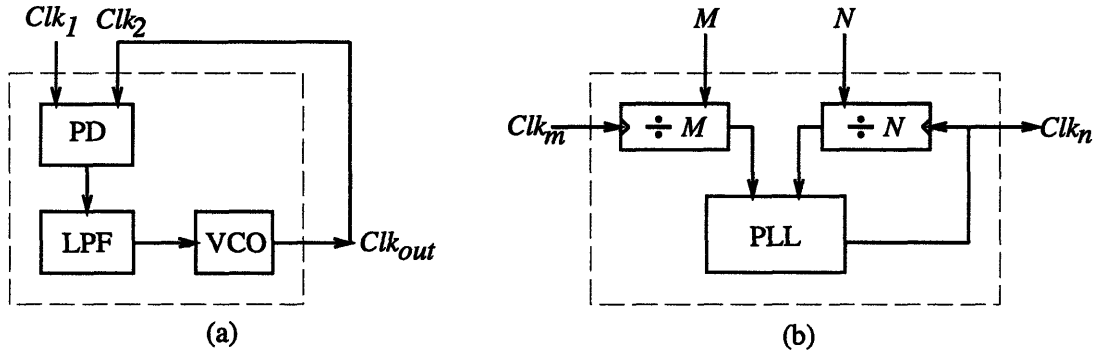 Clk1 Clk2
PD
LPF
VCO
Clkout
(a)
M
N
Clkm
÷ M
÷ N
Clkn
PLL
(b)